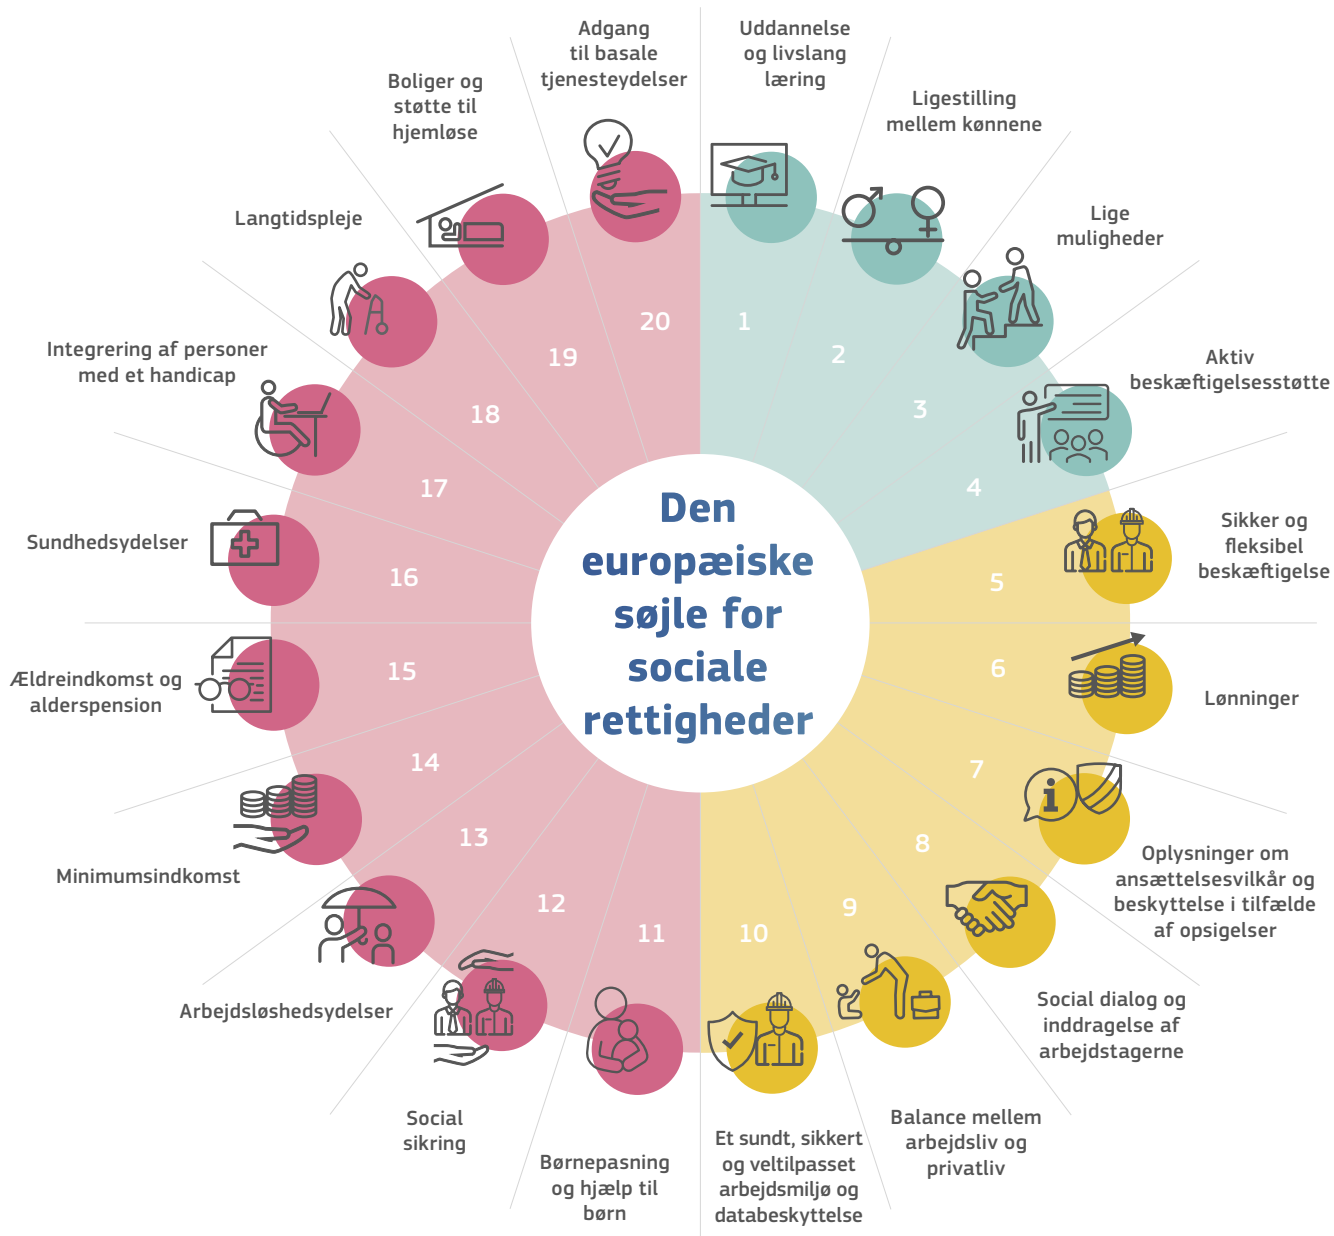 Den
europæiske
søjle for
sociale
rettigheder
1
Uddannelse
og livslang
læring
2
Ligestilling
mellem kønnene
3
Lige
muligheder
4
Aktiv
beskæftigelsesstøtte
5
Sikker og
fleksibel
beskæftigelse
6
Lønninger
7
Oplysninger om
ansættelsesvilkår og
beskyttelse i tilfælde
af opsigelser
8
Social dialog og
inddragelse af
arbejdstagerne
9
Balance mellem
arbejdsliv og
privatliv
10
Et sundt, sikkert
og veltilpasset
arbejdsmiljø og
databeskyttelse
11
Børnepasning
og hjælp til
børn
12
Social
sikring
13
Arbejdsløshedsydelser
14
Minimumsindkomst
15
Ældreindkomst og
alderspension
16
Sundhedsydelser
17
Integrering af personer
med et handicap
18
Langtidspleje
19
Boliger og
støtte til
hjemløse
20
Adgang
til basale
tjenesteydelser